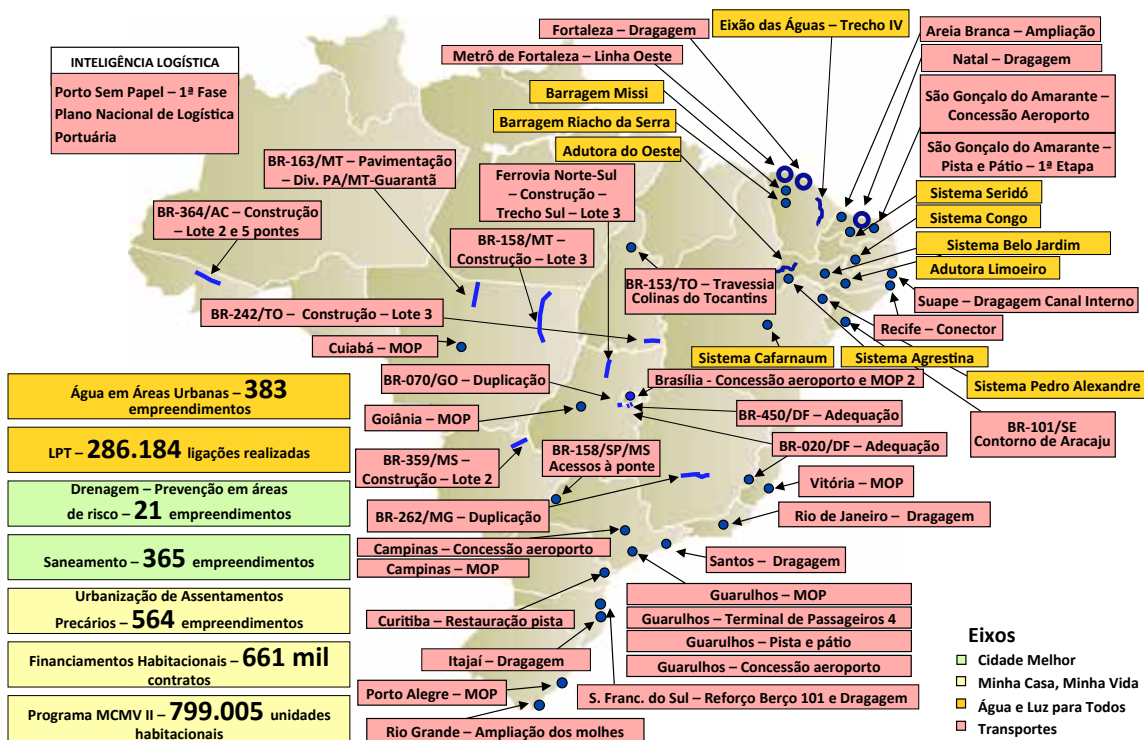 Fortaleza – Dragagem
Eixão das Águas – Trecho IV
Areia Branca – Ampliação
Metrô de Fortaleza – Linha Oeste
Natal – Dragagem
INTELIGÊNCIA LOGÍSTICA
Porto Sem Papel – 1ª Fase
Plano Nacional de Logística
Portuária
Barragem Missi
São Gonçalo do Amarante –
Concessão Aeroporto
Barragem Riacho da Serra
São Gonçalo do Amarante –
Pista e Pátio – 1ª Etapa
Adutora do Oeste
BR-163/MT – Pavimentação
– Div. PA/MT-Guarantã
Ferrovia Norte-Sul
– Construção –
Trecho Sul – Lote 3
Sistema Seridó
BR-364/AC – Construção
– Lote 2 e 5 pontes
Sistema Congo
BR-158/MT –
Construção – Lote 3
Sistema Belo Jardim
Adutora Limoeiro
BR-153/TO – Travessia
Colinas do Tocantins
Suape – Dragagem Canal Interno
BR-242/TO – Construção – Lote 3
Recife – Conector
Cuiabá – MOP
Sistema Cafarnaum
Sistema Agrestina
Sistema Pedro Alexandre
BR-070/GO – Duplicação
Brasília - Concessão aeroporto e MOP 2
Goiânia – MOP
BR-450/DF – Adequação
BR-101/SE
Contorno de Aracaju
BR-020/DF – Adequação
BR-359/MS
– Construção
– Lote 2
BR-158/SP/MS
Acessos à ponte
Vitória – MOP
BR-262/MG – Duplicação
Rio de Janeiro – Dragagem
Campinas – Concessão aeroporto
Campinas – MOP
Santos – Dragagem
Guarulhos – MOP
Guarulhos – Terminal de Passageiros 4
Guarulhos – Pista e pátio
Guarulhos – Concessão aeroporto
Curitiba – Restauração pista
Itajaí – Dragagem
S. Franc. do Sul – Reforço Berço 101 e Dragagem
Porto Alegre – MOP
Rio Grande – Ampliação dos molhes
Água em Áreas Urbanas – 383
empreendimentos
LPT – 286.184 ligações realizadas
Drenagem – Prevenção em áreas
de risco – 21 empreendimentos
Saneamento – 365 empreendimentos
Urbanização de Assentamentos
Precários – 564 empreendimentos
Financiamentos Habitacionais – 661 mil
contratos
Programa MCMV II – 799.005 unidades
habitacionais
Eixos
Cidade Melhor
Minha Casa, Minha Vida
Água e Luz para Todos
Transportes